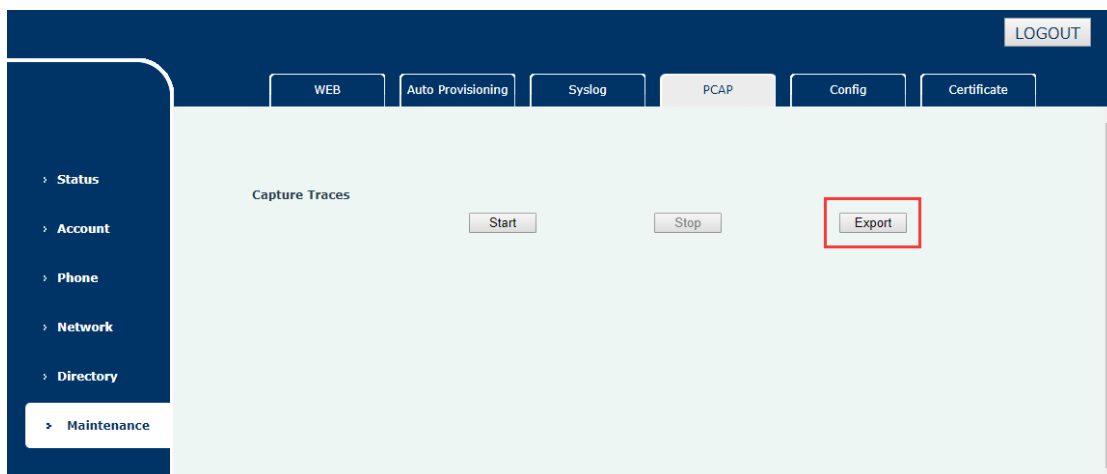 LOGOUT
WEB Auto Provisioning Syslog PCAP Config Certificate
Status
Account
Phone
Network
Directory
Maintenance
Capture Traces
Start Stop Export